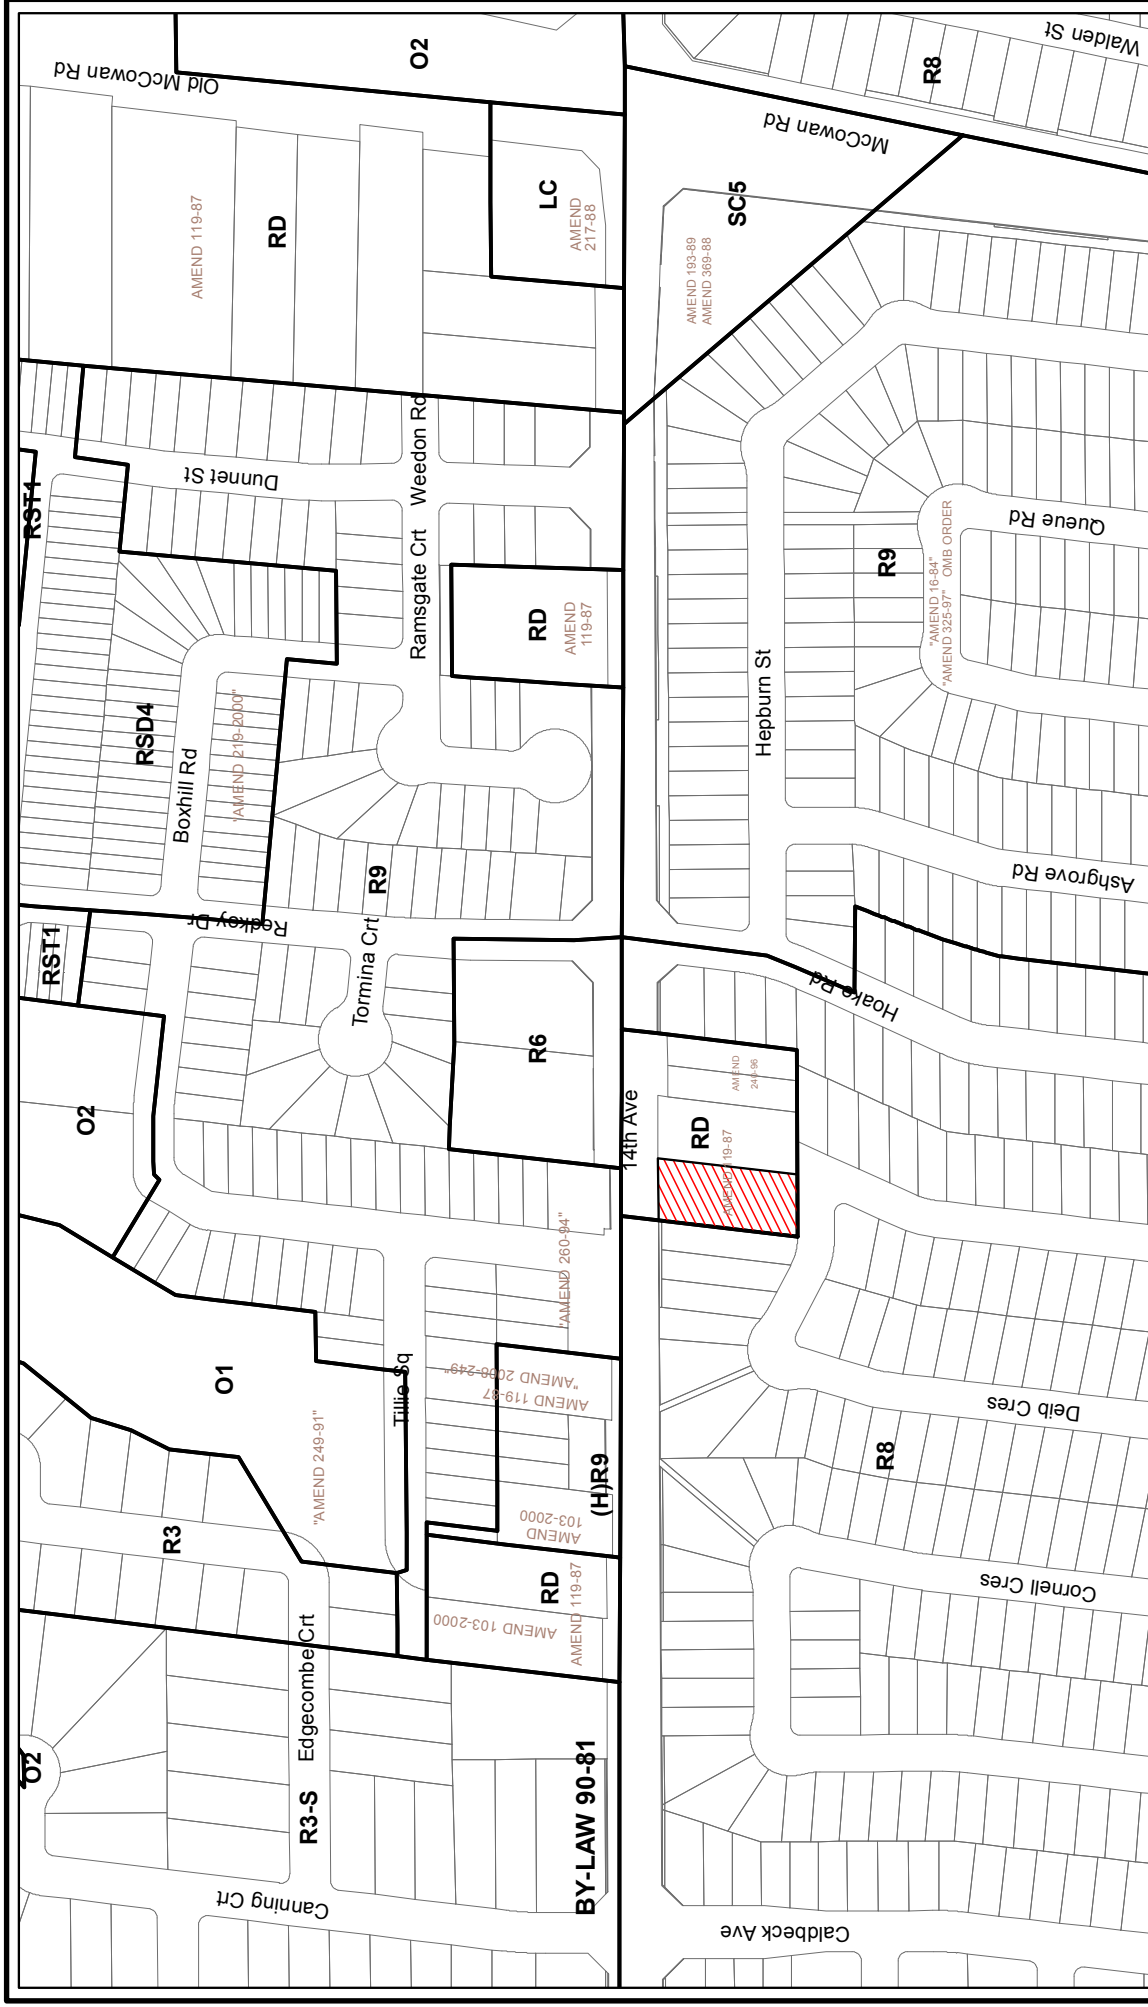 O2
R3-S
Edgecombe Crt
Canning Crt
BY-LAW 90-81
R3
O1
"AMEND 249-91"
Tillie Sq
RD
AMEND 103-2000
AMEND 119-87
(H)R9
AMEND
103-2000
AMEND 119-87
"AMEND 2008-249"
"AMEND 260-94"
O2
RST1
Redkey Dr
Tormina Crt
R9
R6
RSD4
Boxhill Rd
"AMEND 219-2000"
RST1
Dunnet St
Ramsgate Crt
Weedon Rd
RD
AMEND
119-87
AMEND 119-87
RD
LC
AMEND
217-88
Old McCowan Rd
O2
14th Ave
Caldbeck Ave
Cornell Cres
R8
Deib Cres
RD
AMEND 119-87
AMEND
240-96
Hoake Rd
Ashgrove Rd
Hepburn St
R9
"AMEND 16-84"
"AMEND 325-97"
OMB ORDER
Queue Rd
AMEND 193-89
AMEND 369-88
SC5
McCowan Rd
R8
Walden St